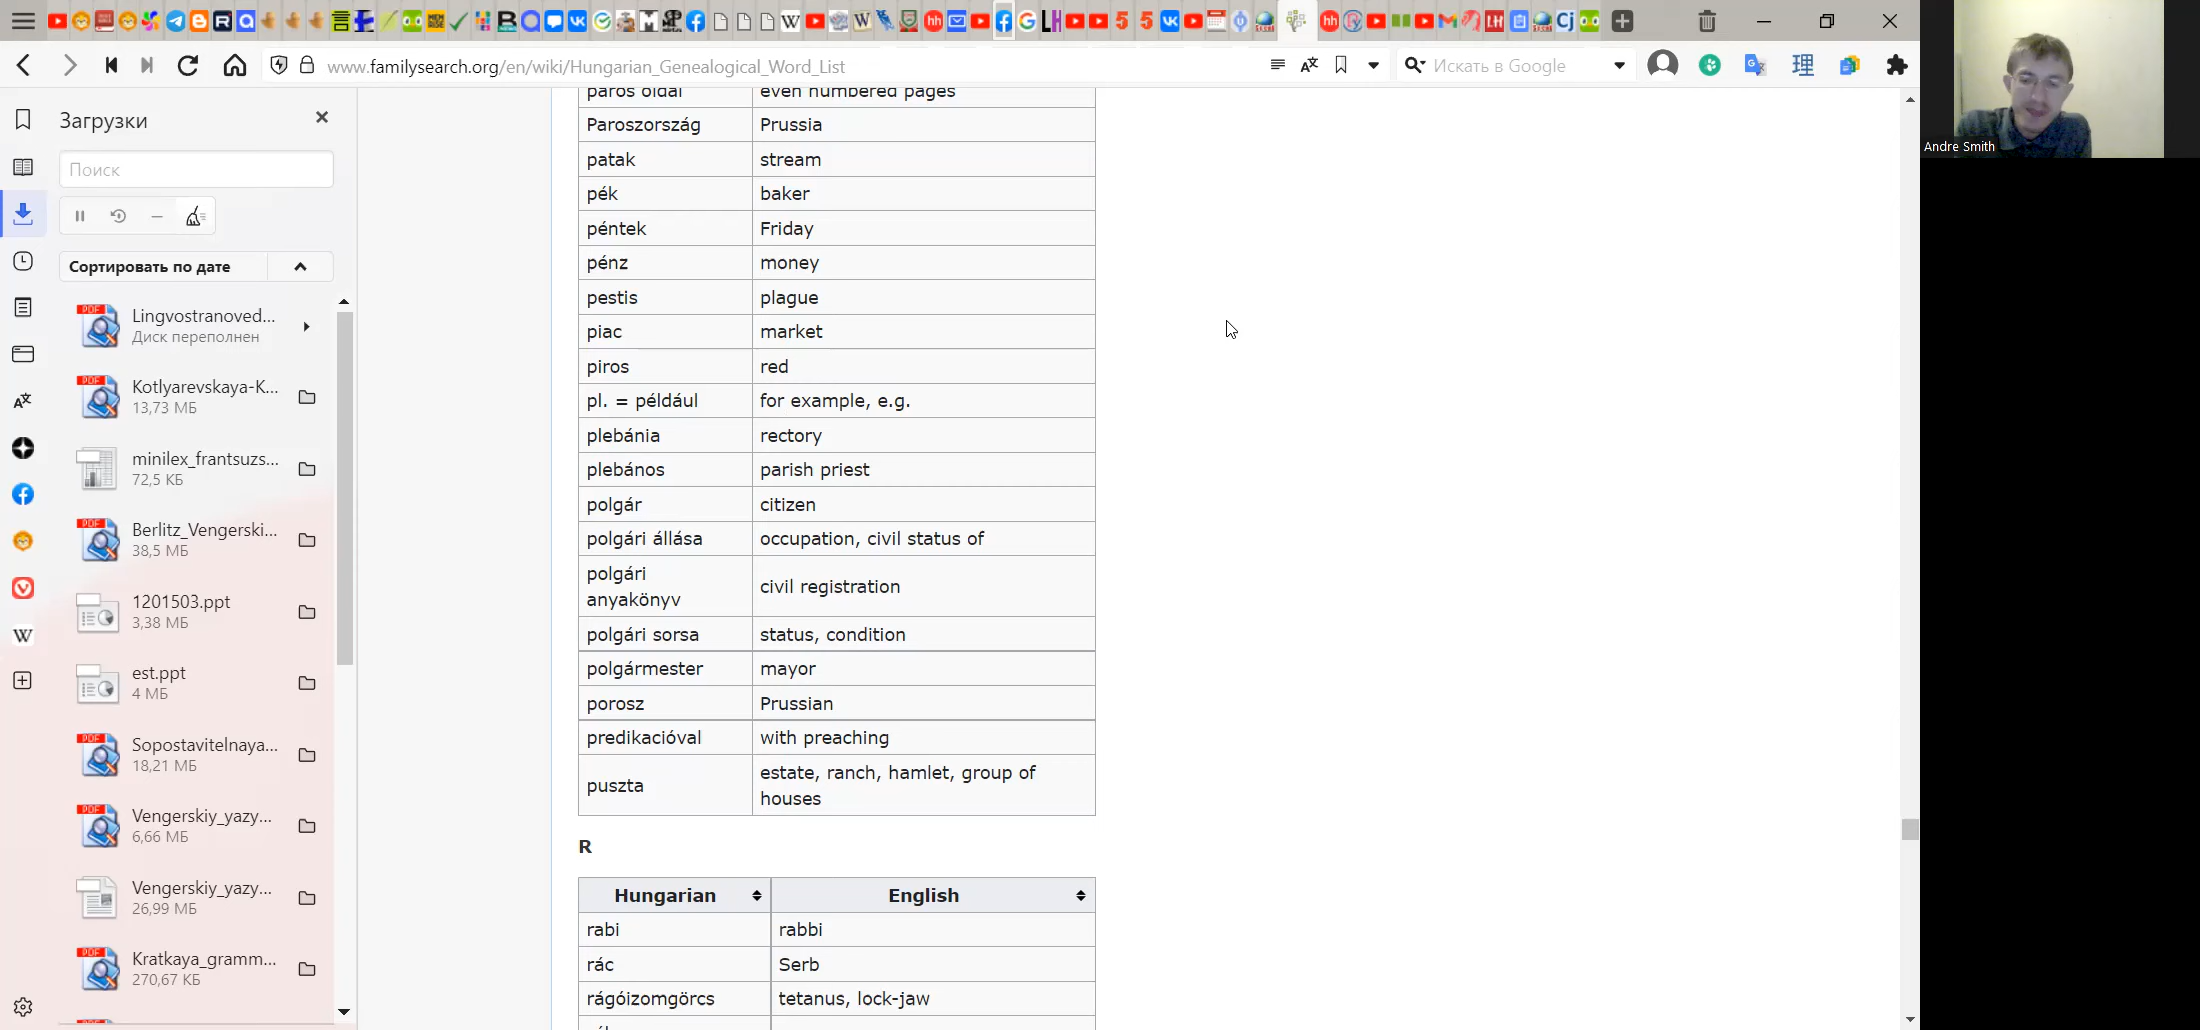 www.familysearch.org/en/wiki/Hungarian_Genealogical_Word_List
Искать в Google
Andre Smith
Загрузки
Поиск
Сортировать по дате
Lingvostranoved...
Диск переполнен
Kotlyarevskaya-K...
13,73 МБ
minilex_frantsuzs...
72,5 КБ
Berlitz_Vengerski...
38,5 МБ
1201503.ppt
3,38 МБ
est.ppt
4 МБ
Sopostavitelnaya...
18,21 МБ
Vengerskiy_yazy...
6,66 МБ
Vengerskiy_yazy...
26,99 МБ
Kratkaya_gramm...
270,67 КБ
páros oldal even numbered pages
Paroszország Prussia
patak stream
pék baker
péntek Friday
pénz money
pestis plague
piac market
piros red
pl. = például for example, e.g.
plebánia rectory
plebános parish priest
polgár citizen
polgári állása occupation, civil status of
polgári anyakönyv civil registration
polgári sorsa status, condition
polgármester mayor
porosz Prussian
predikacióval with preaching
puszta estate, ranch, hamlet, group of houses
R
Hungarian English
rabi rabbi
rác Serb
rágóizomgörcs tetanus, lock-jaw